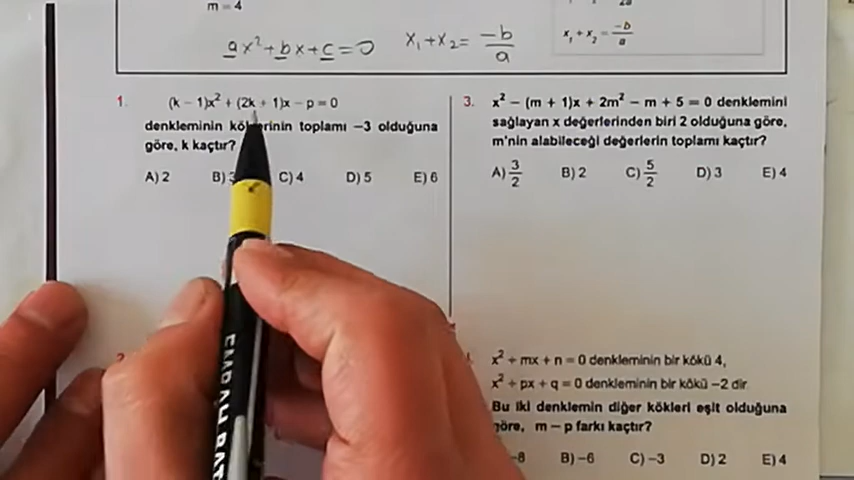 m = 4
2a
ax² + bx + c = 0
x₁ + x₂ = -b/a
x₁ + x₂ = -b/a
1. (k – 1)x² + (2k + 1)x – p = 0
denkleminin köklerinin toplamı –3 olduğuna
göre, k kaçtır?
A) 2 B) 3 C) 4 D) 5 E) 6
3. x² – (m + 1)x + 2m² – m + 5 = 0 denklemini
sağlayan x değerlerinden biri 2 olduğuna göre,
m'nin alabileceği değerlerin toplamı kaçtır?
A) 3/2 B) 2 C) 5/2 D) 3 E) 4
2
x² + mx + n = 0 denkleminin bir kökü 4,
x² + px + q = 0 denkleminin bir kökü –2 dir
Bu iki denklemin diğer kökleri eşit olduğuna
göre, m – p farkı kaçtır?
–8 B) –6 C) –3 D) 2 E) 4